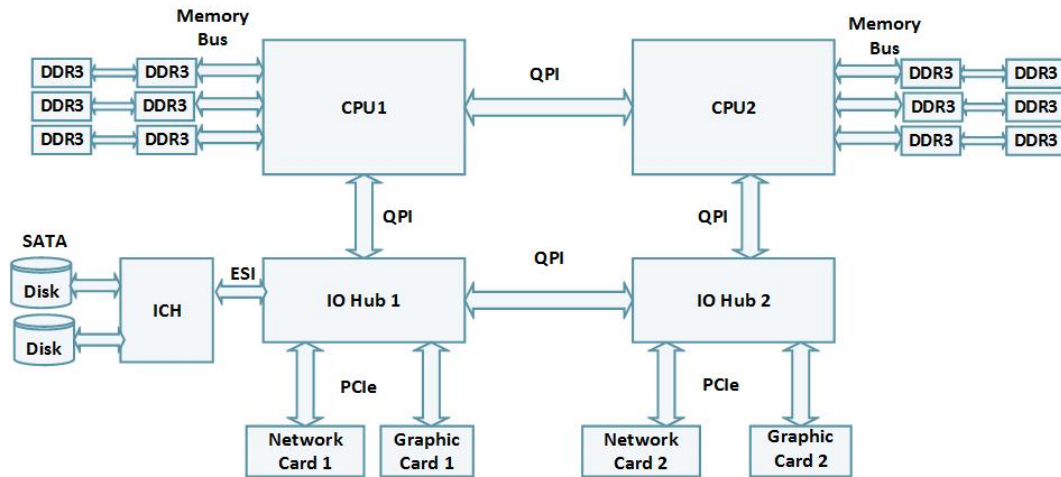 Memory
Bus
Memory
Bus
DDR3 DDR3
DDR3 DDR3
DDR3 DDR3
CPU1
QPI
CPU2
DDR3 DDR3
DDR3 DDR3
DDR3 DDR3
QPI
QPI
SATA
Disk
Disk
ICH
ESI
IO Hub 1
QPI
IO Hub 2
PCIe
PCIe
Network
Card 1
Graphic
Card 1
Network
Card 2
Graphic
Card 2